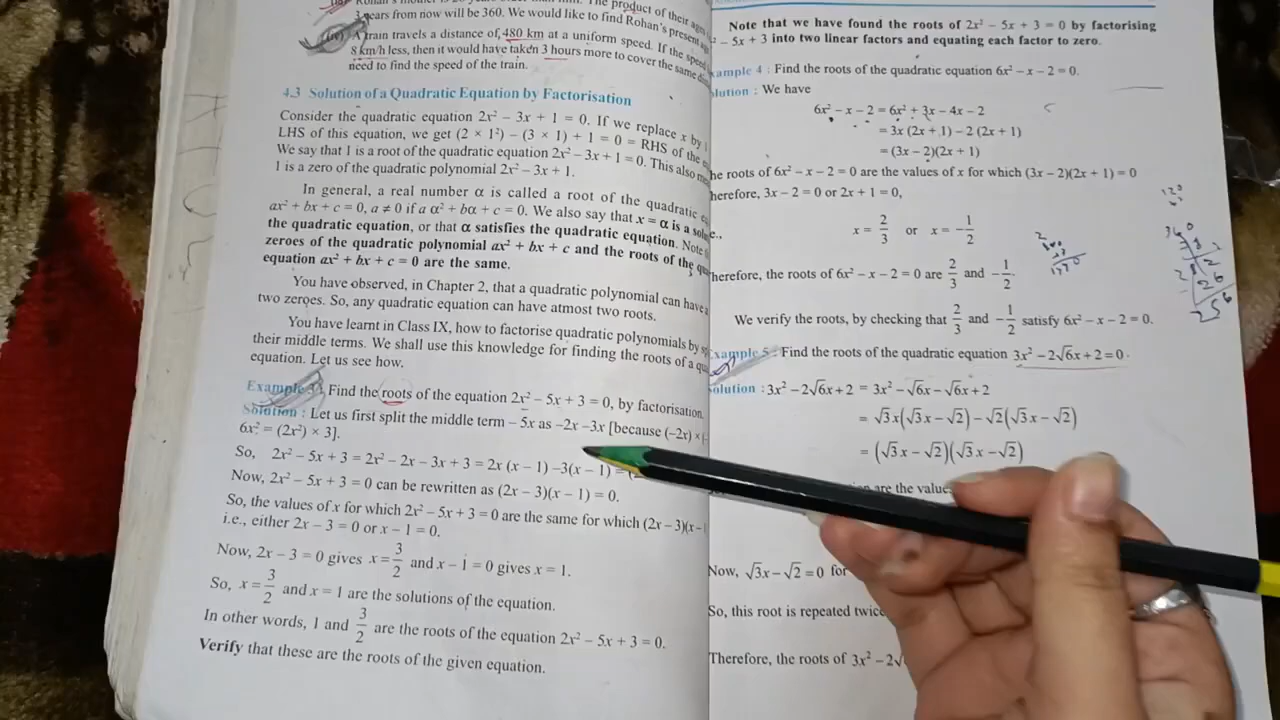 3 years from now will be 360. We would like to find Rohan's present
(iv) A train travels a distance of 480 km at a uniform speed. If the speed
8 km/h less, then it would have taken 3 hours more to cover the same
need to find the speed of the train.
4.3 Solution of a Quadratic Equation by Factorisation
Consider the quadratic equation 2x² – 3x + 1 = 0. If we replace x by 1
LHS of this equation, we get (2 × 1²) – (3 × 1) + 1 = 0 = RHS of the
We say that 1 is a root of the quadratic equation 2x² – 3x + 1 = 0. This also
1 is a zero of the quadratic polynomial 2x² – 3x + 1.
In general, a real number α is called a root of the quadratic
ax² + bx + c = 0, a ≠ 0 if a α² + bα + c = 0. We also say that x = α is a
the quadratic equation, or that α satisfies the quadratic equation. Note
zeroes of the quadratic polynomial ax² + bx + c and the roots of the
equation ax² + bx + c = 0 are the same.
You have observed, in Chapter 2, that a quadratic polynomial can have
two zeroes. So, any quadratic equation can have atmost two roots.
You have learnt in Class IX, how to factorise quadratic polynomials by
their middle terms. We shall use this knowledge for finding the roots of a
equation. Let us see how.
Example 3 : Find the roots of the equation 2x² – 5x + 3 = 0, by factorisation.
Solution : Let us first split the middle term – 5x as –2x –3x [because (–2x) ×
6x² = (2x²) × 3].
So, 2x² – 5x + 3 = 2x² – 2x – 3x + 3 = 2x (x – 1) –3(x – 1) =
Now, 2x² – 5x + 3 = 0 can be rewritten as (2x – 3)(x – 1) = 0.
So, the values of x for which 2x² – 5x + 3 = 0 are the same for which (2x – 3)(x –
i.e., either 2x – 3 = 0 or x – 1 = 0.
Now, 2x – 3 = 0 gives x = 3/2 and x – 1 = 0 gives x = 1.
So, x = 3/2 and x = 1 are the solutions of the equation.
In other words, 1 and 3/2 are the roots of the equation 2x² – 5x + 3 = 0.
Verify that these are the roots of the given equation.
Note that we have found the roots of 2x² – 5x + 3 = 0 by factorising
– 5x + 3 into two linear factors and equating each factor to zero.
Example 4 : Find the roots of the quadratic equation 6x² – x – 2 = 0.
Solution : We have
6x² – x – 2 = 6x² + 3x – 4x – 2
= 3x (2x + 1) – 2 (2x + 1)
= (3x – 2)(2x + 1)
The roots of 6x² – x – 2 = 0 are the values of x for which (3x – 2)(2x + 1) = 0
Therefore, 3x – 2 = 0 or 2x + 1 = 0,
x = 2/3 or x = –1/2
Therefore, the roots of 6x² – x – 2 = 0 are 2/3 and –1/2.
We verify the roots, by checking that 2/3 and –1/2 satisfy 6x² – x – 2 = 0.
Example 5 : Find the roots of the quadratic equation 3x² – 2√6x + 2 = 0.
Solution : 3x² – 2√6x + 2 = 3x² – √6x – √6x + 2
= √3x(√3x – √2) – √2(√3x – √2)
= (√3x – √2)(√3x – √2)
are the value
Now, √3x – √2 = 0 for
So, this root is repeated twice
Therefore, the roots of 3x² – 2√